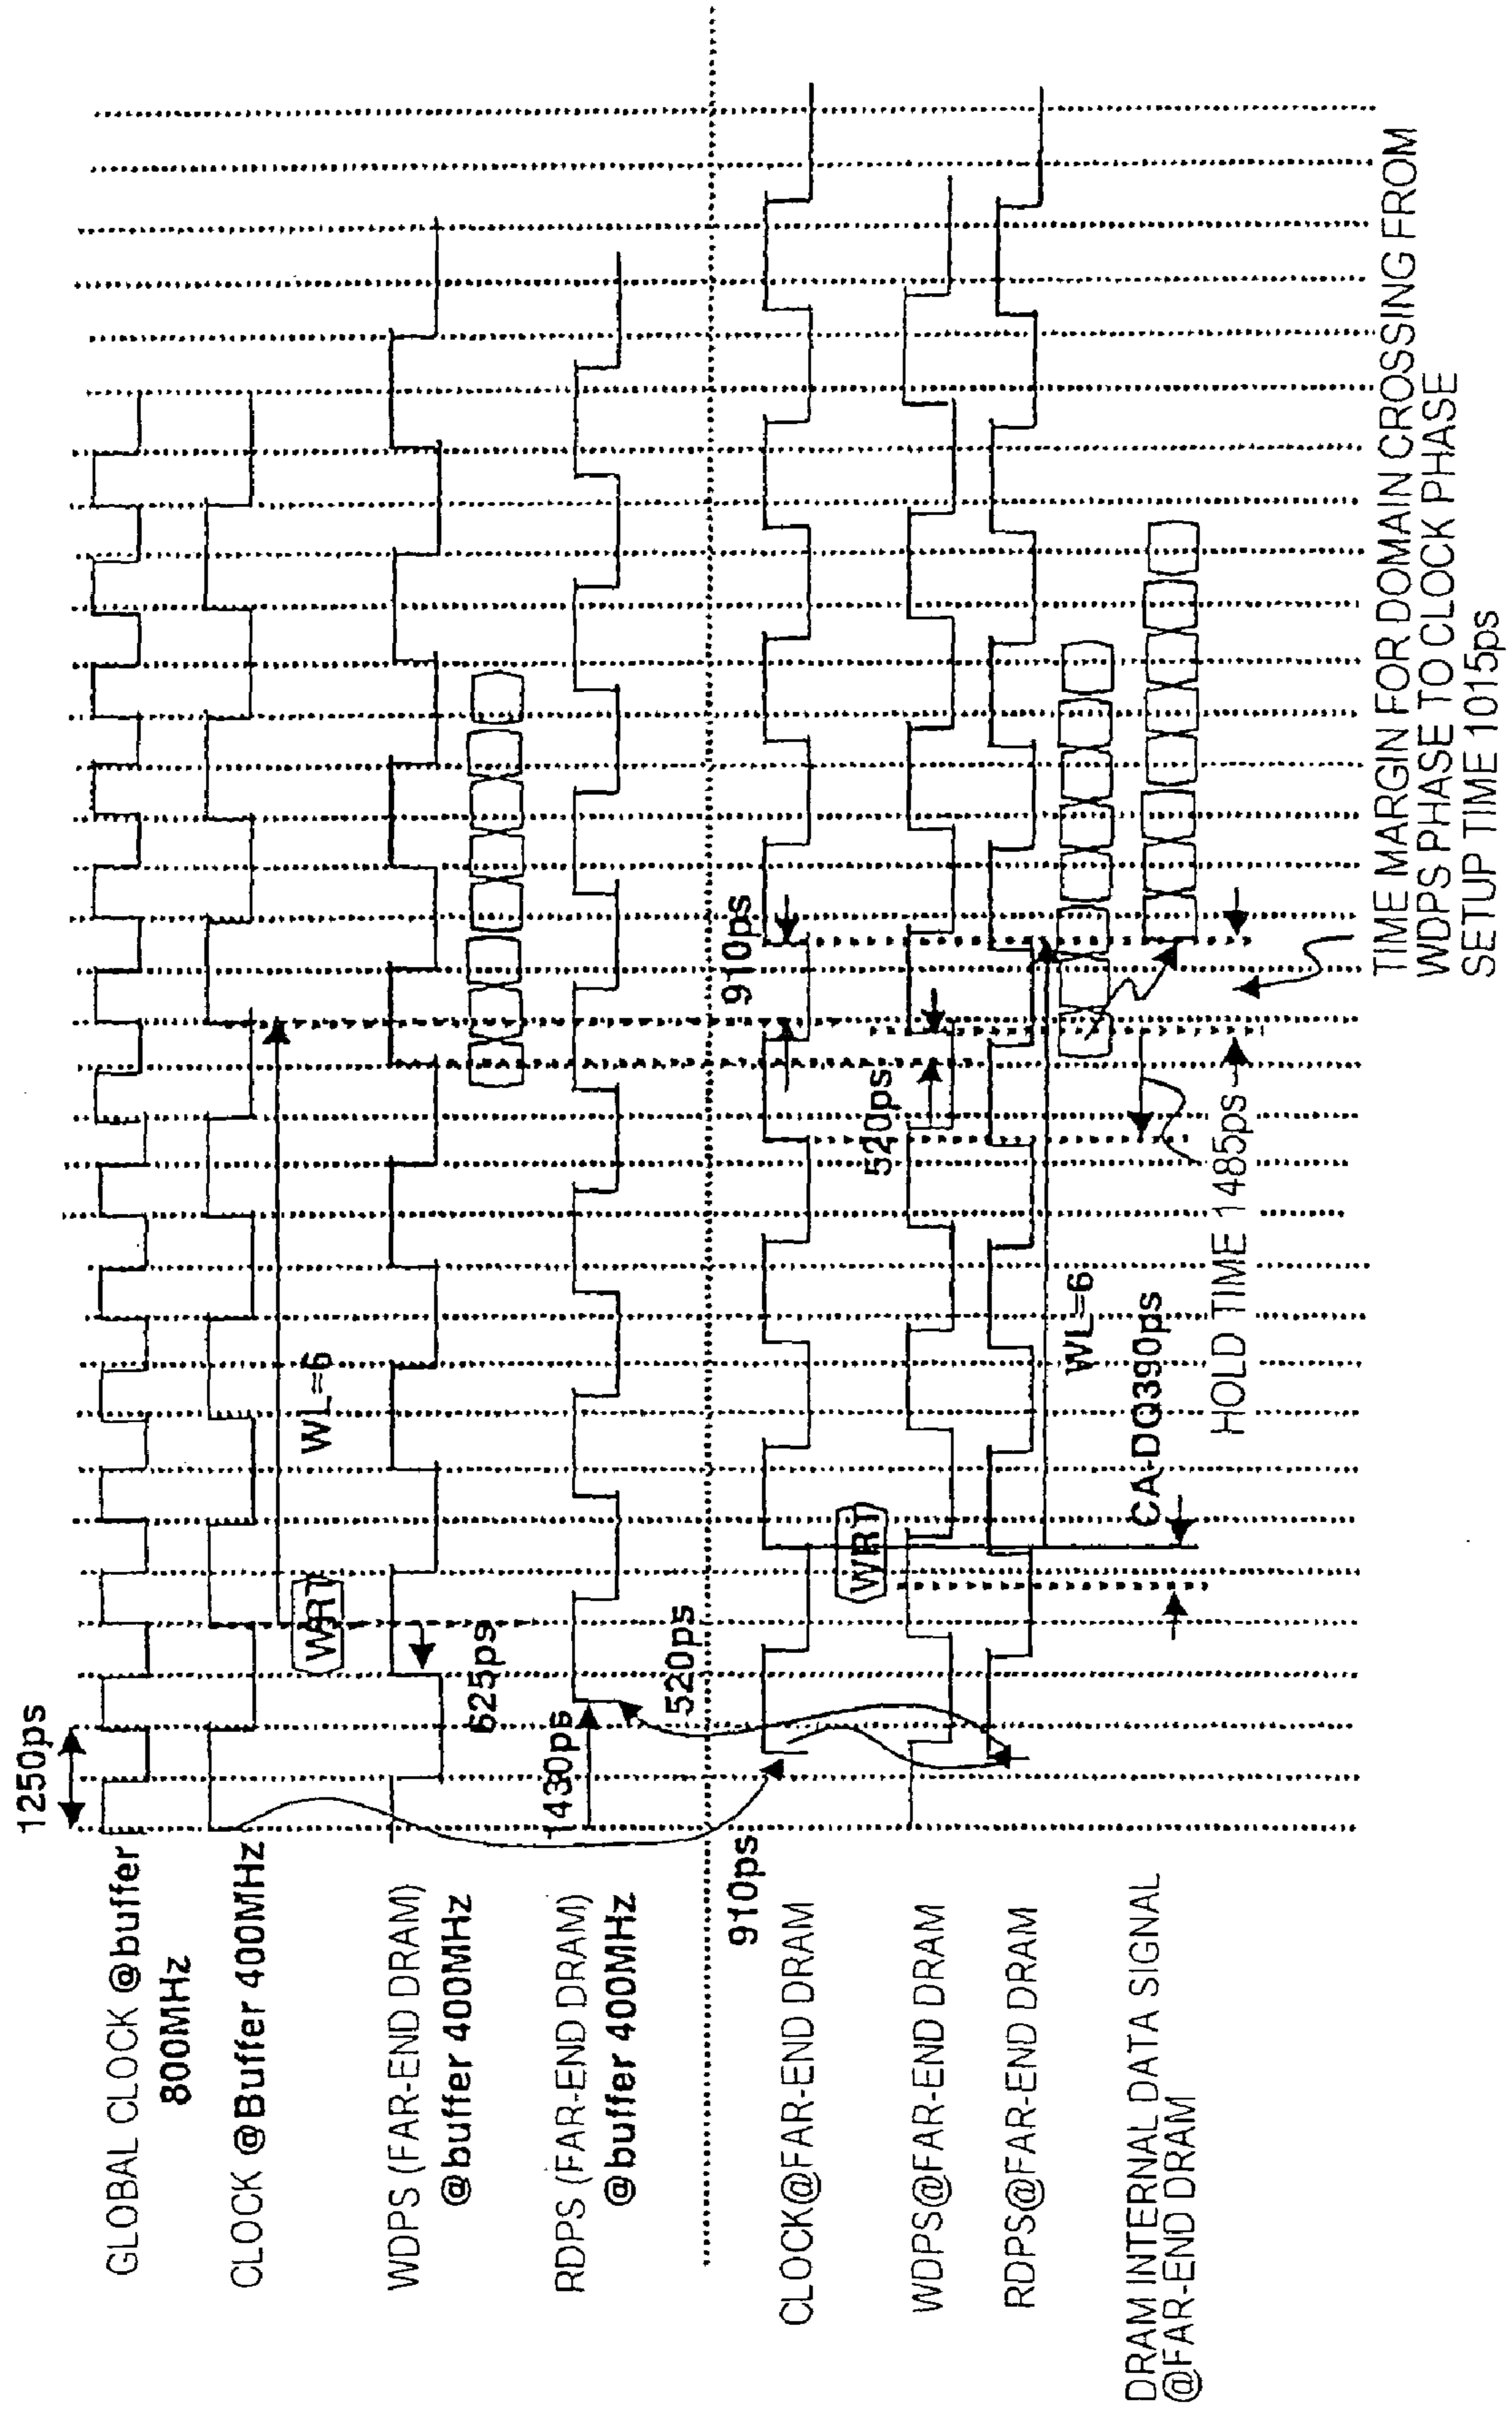 1250ps
GLOBAL CLOCK @buffer
800MHz
CLOCK @Buffer 400MHz
WL=6
WRT
WDPS (FAR-END DRAM)
@buffer 400MHz
625ps
RDPS (FAR-END DRAM)
@buffer 400MHz
1430ps
520ps
910ps
910ps
CLOCK@FAR-END DRAM
WRT
520ps
WDPS@FAR-END DRAM
RDPS@FAR-END DRAM
WL=6
CA-DQ390ps
DRAM INTERNAL DATA SIGNAL
@FAR-END DRAM
HOLD TIME 1485ps
TIME MARGIN FOR DOMAIN CROSSING FROM
WDPS PHASE TO CLOCK PHASE
SETUP TIME 1015ps